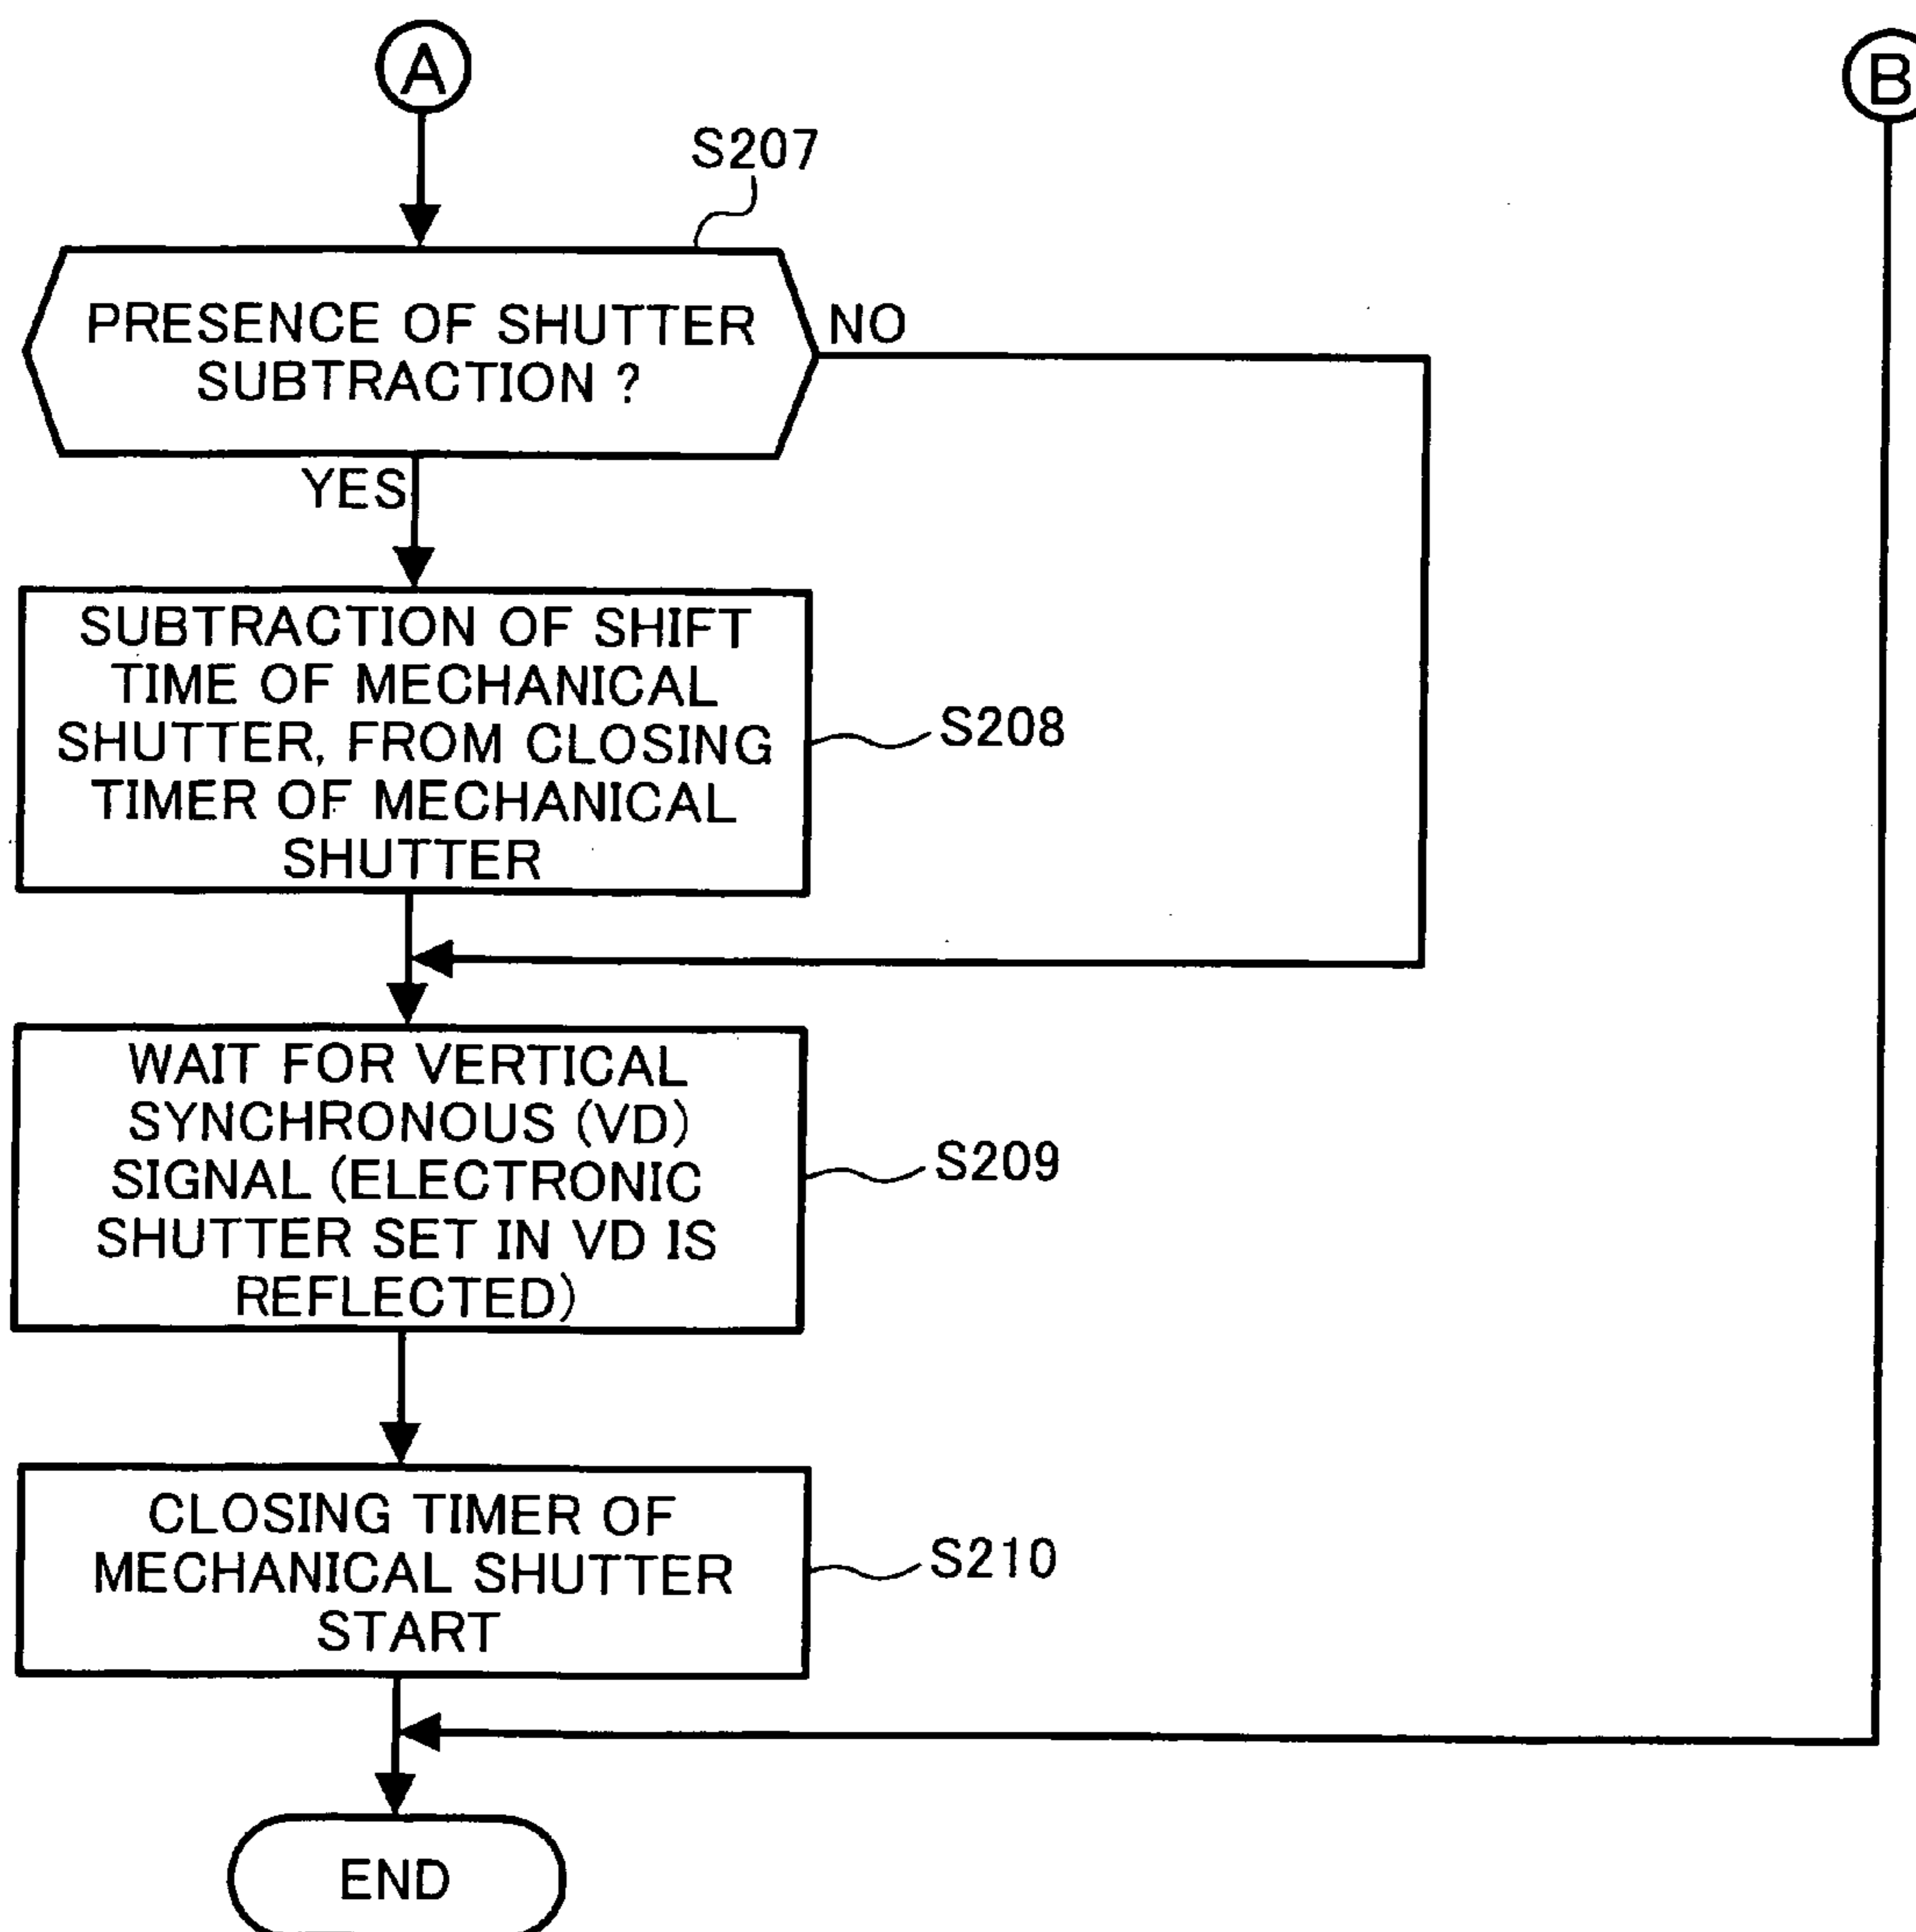 A
B
S207
PRESENCE OF SHUTTER
SUBTRACTION ?
NO
YES
SUBTRACTION OF SHIFT
TIME OF MECHANICAL
SHUTTER, FROM CLOSING
TIMER OF MECHANICAL
SHUTTER
S208
WAIT FOR VERTICAL
SYNCHRONOUS (VD)
SIGNAL (ELECTRONIC
SHUTTER SET IN VD IS
REFLECTED)
S209
CLOSING TIMER OF
MECHANICAL SHUTTER
START
S210
END